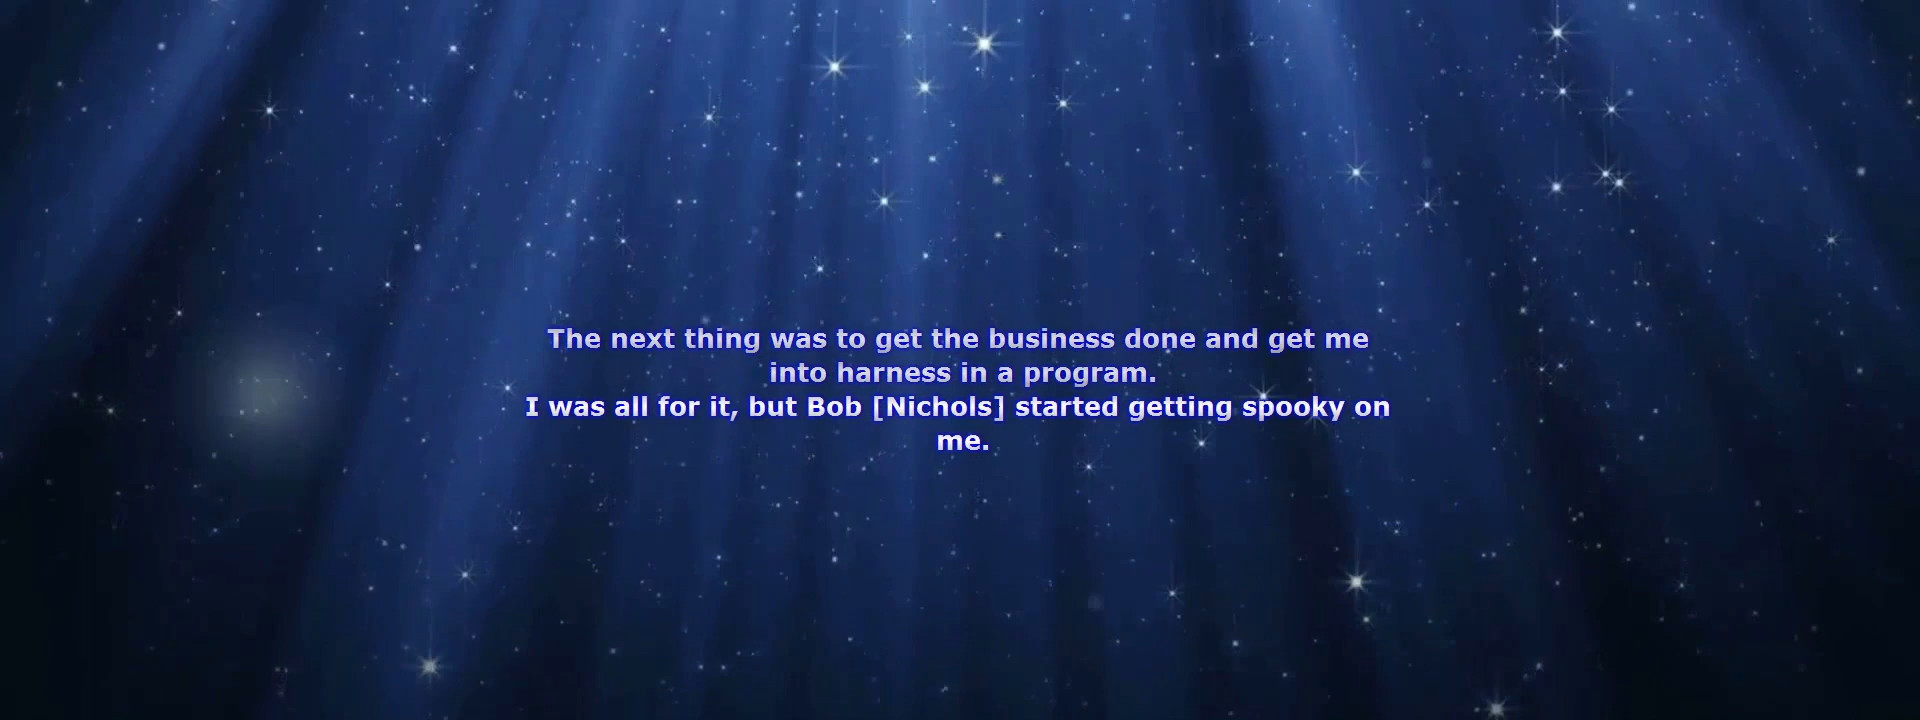 The next thing was to get the business done and get me
into harness in a program.
I was all for it, but Bob [Nichols] started getting spooky on
me.